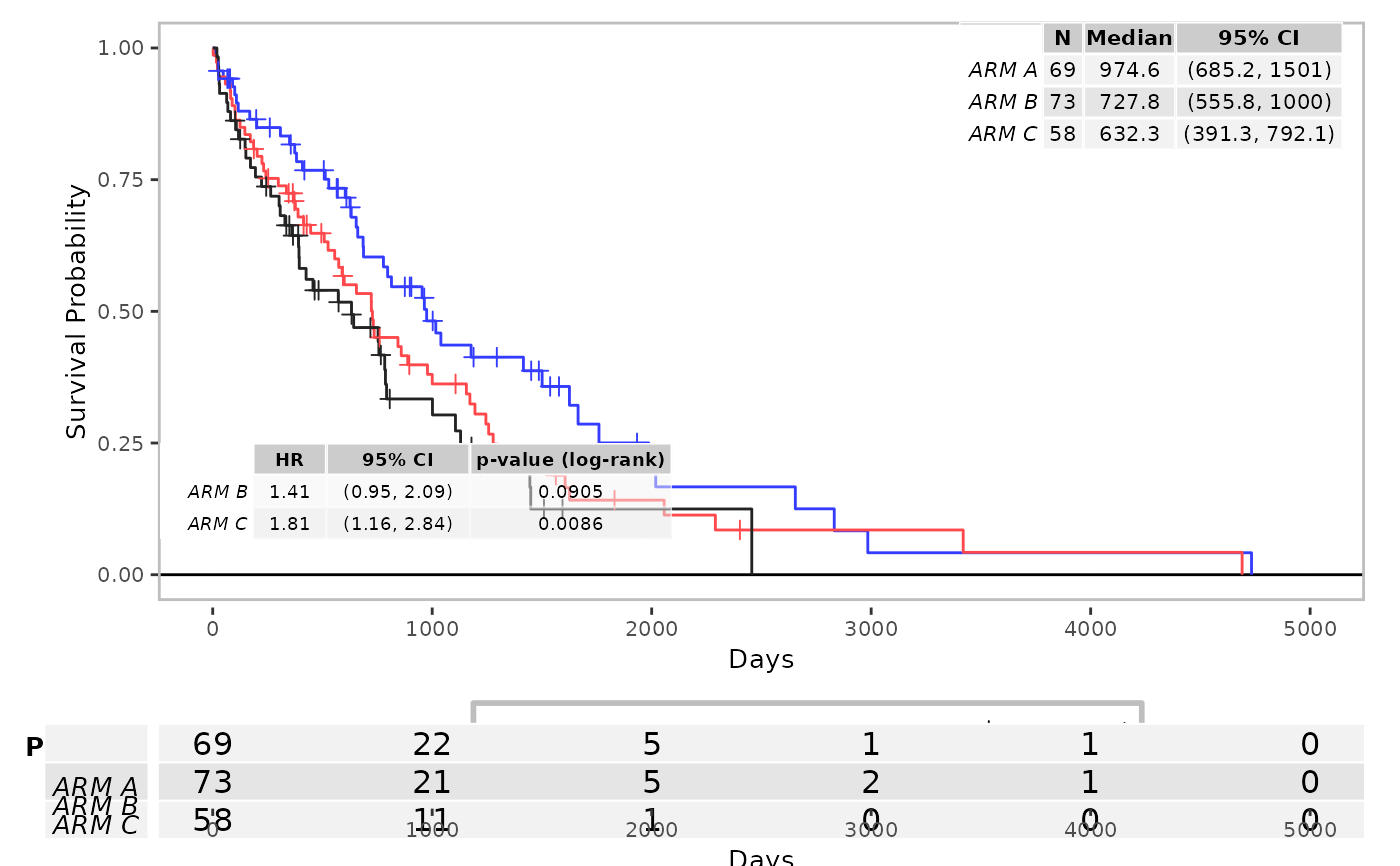 N Median 95% CI
ARM A 69 974.6 (685.2, 1501)
ARM B 73 727.8 (555.8, 1000)
ARM C 58 632.3 (391.3, 792.1)
1.00
0.75
0.50
0.25
0.00
Survival Probability
HR 95% CI p-value (log-rank)
ARM B 1.41 (0.95, 2.09) 0.0905
ARM C 1.81 (1.16, 2.84) 0.0086
0 1000 2000 3000 4000 5000
Days
P 69 22 5 1 1 0
ARM A 73 21 5 2 1 0
ARM B
ARM C 58 11 1 0 0 0
0 1000 2000 3000 4000 5000
Days